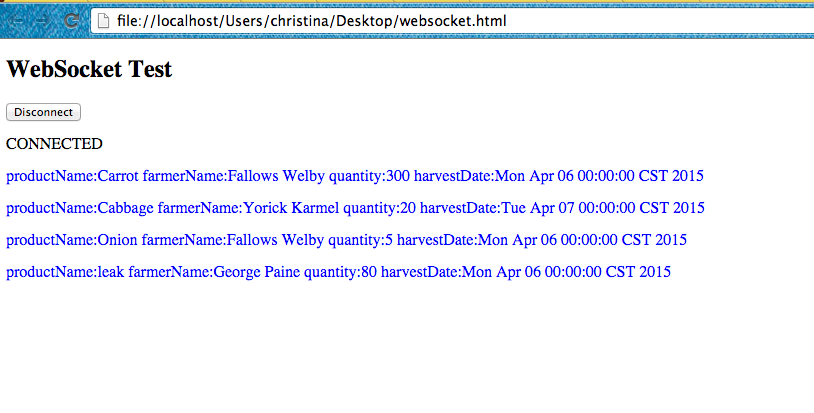 file://localhost/Users/christina/Desktop/websocket.html
WebSocket Test
Disconnect
CONNECTED
productName:Carrot farmerName:Fallows Welby quantity:300 harvestDate:Mon Apr 06 00:00:00 CST 2015
productName:Cabbage farmerName:Yorick Karmel quantity:20 harvestDate:Tue Apr 07 00:00:00 CST 2015
productName:Onion farmerName:Fallows Welby quantity:5 harvestDate:Mon Apr 06 00:00:00 CST 2015
productName:leak farmerName:George Paine quantity:80 harvestDate:Mon Apr 06 00:00:00 CST 2015